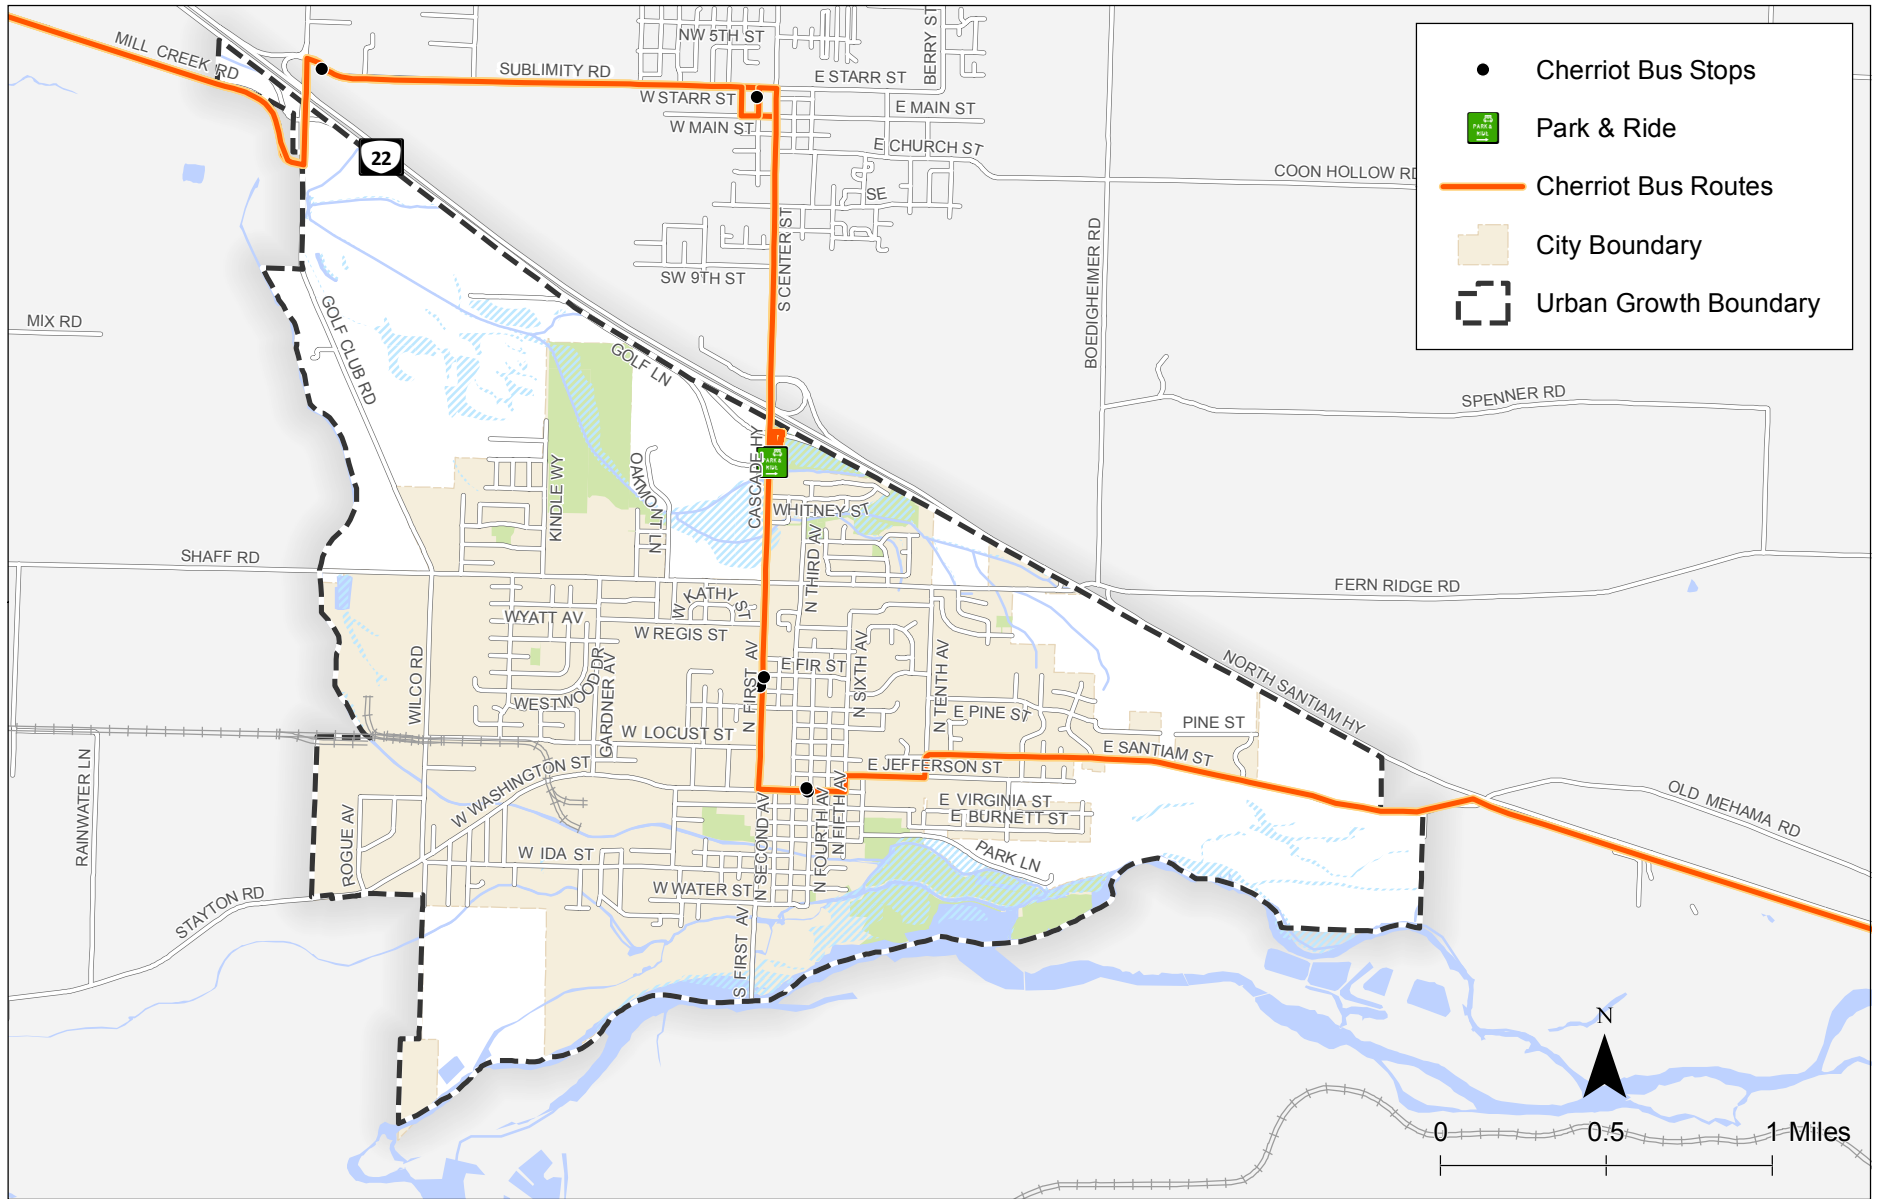 NW 5TH ST
BERRY ST
MILL CREEK RD
SUBLIMITY RD
E STARR ST
W STARR ST
E MAIN ST
W MAIN ST
E CHURCH ST
22
COON HOLLOW RD
SE
S CENTER ST
BOEDIGHEIMER RD
SW 9TH ST
MIX RD
GOLF CLUB RD
GOLF LN
SPENNER RD
CASCADE HY
PARK &
RIDE
KINDLE WY
OAKMONT LN
WHITNEY ST
N THIRD AV
SHAFF RD
FERN RIDGE RD
W KATHY ST
WYATT AV
W REGIS ST
N FIRST AV
E FIR ST
N SIXTH AV
N TENTH AV
WILCO RD
WESTWOOD DR
GARDNER AV
NORTH SANTIAM HY
E PINE ST
PINE ST
W LOCUST ST
E SANTIAM ST
E JEFFERSON ST
W WASHINGTON ST
RAINWATER LN
ROGUE AV
N SECOND AV
N FOURTH AV
N FIFTH AV
E VIRGINIA ST
E BURNETT ST
OLD MEHAMA RD
W IDA ST
PARK LN
W WATER ST
STAYTON RD
S FIRST AV
Cherriot Bus Stops
PARK &
RIDE
Park & Ride
Cherriot Bus Routes
City Boundary
Urban Growth Boundary
N
0 0.5 1 Miles